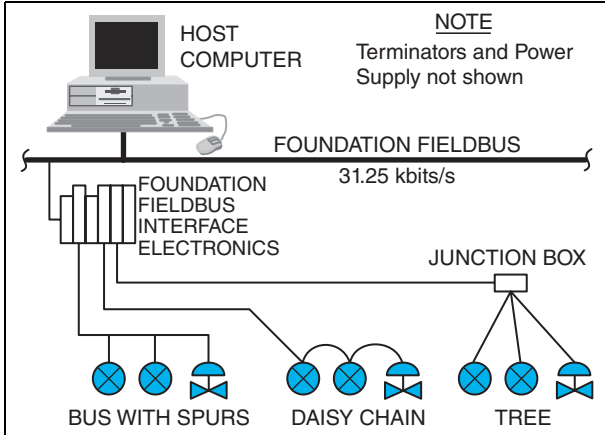 HOST
COMPUTER
NOTE
Terminators and Power
Supply not shown
FOUNDATION FIELDBUS
31.25 kbits/s
FOUNDATION
FIELDBUS
INTERFACE
ELECTRONICS
JUNCTION BOX
BUS WITH SPURS
DAISY CHAIN
TREE